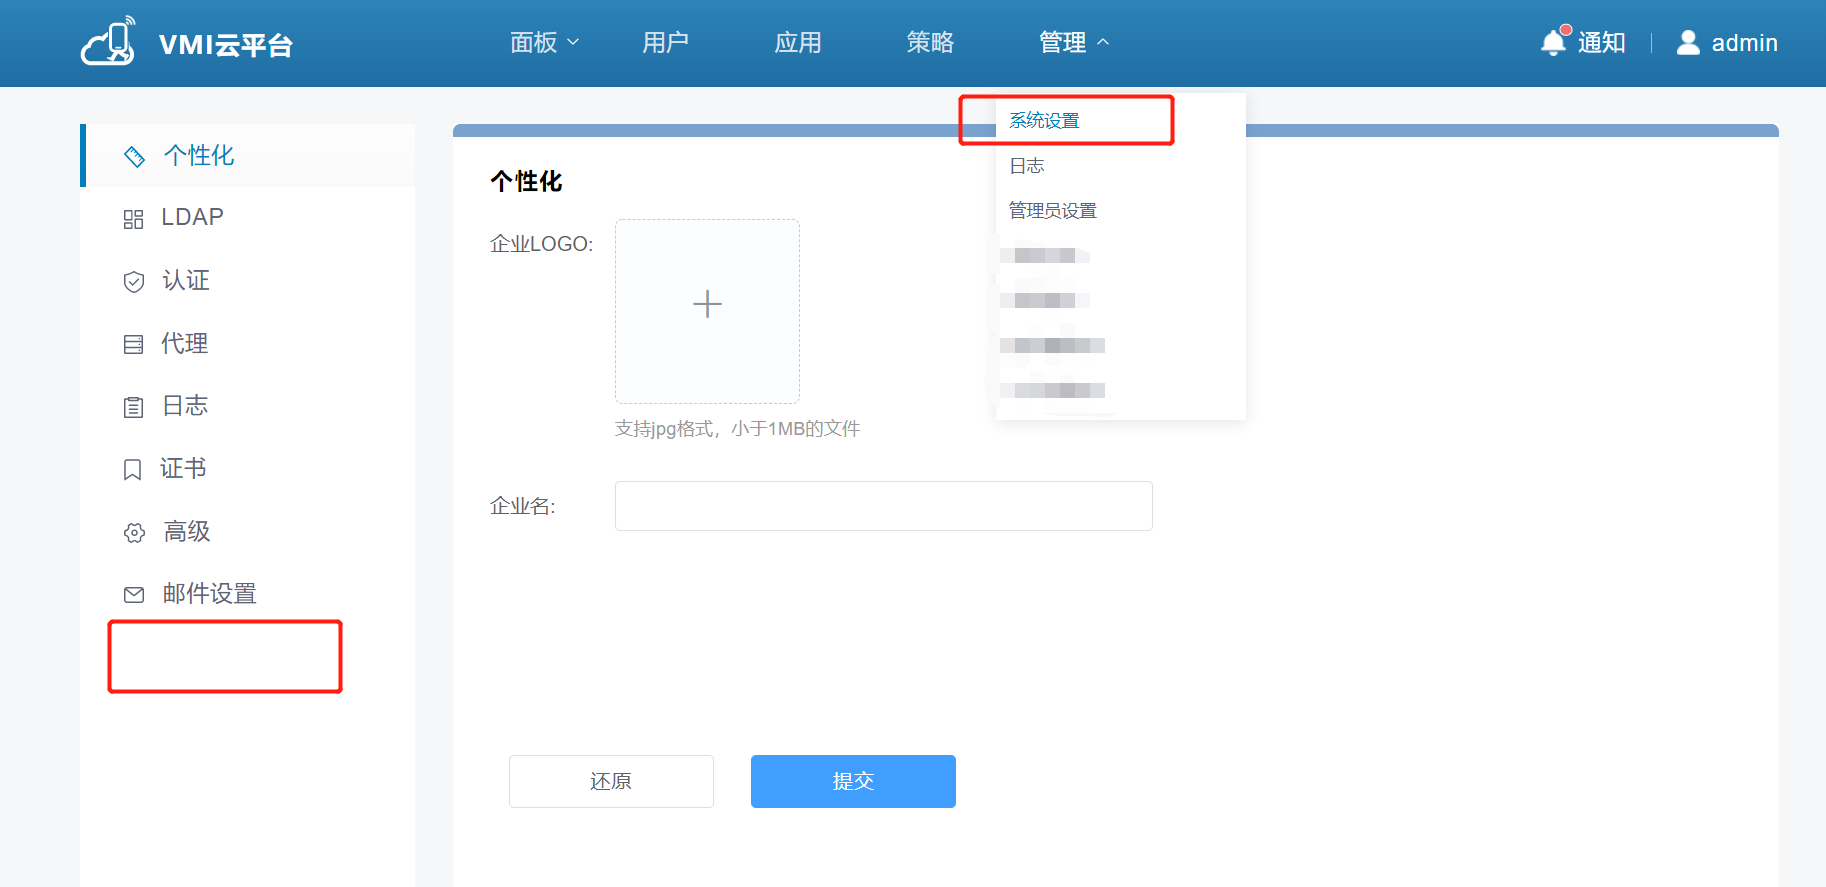 VMI云平台
面板
用户
应用
策略
管理
通知
admin
系统设置
日志
管理员设置
个性化
LDAP
认证
代理
日志
证书
高级
邮件设置
个性化
企业LOGO:
支持jpg格式，小于1MB的文件
企业名:
还原
提交